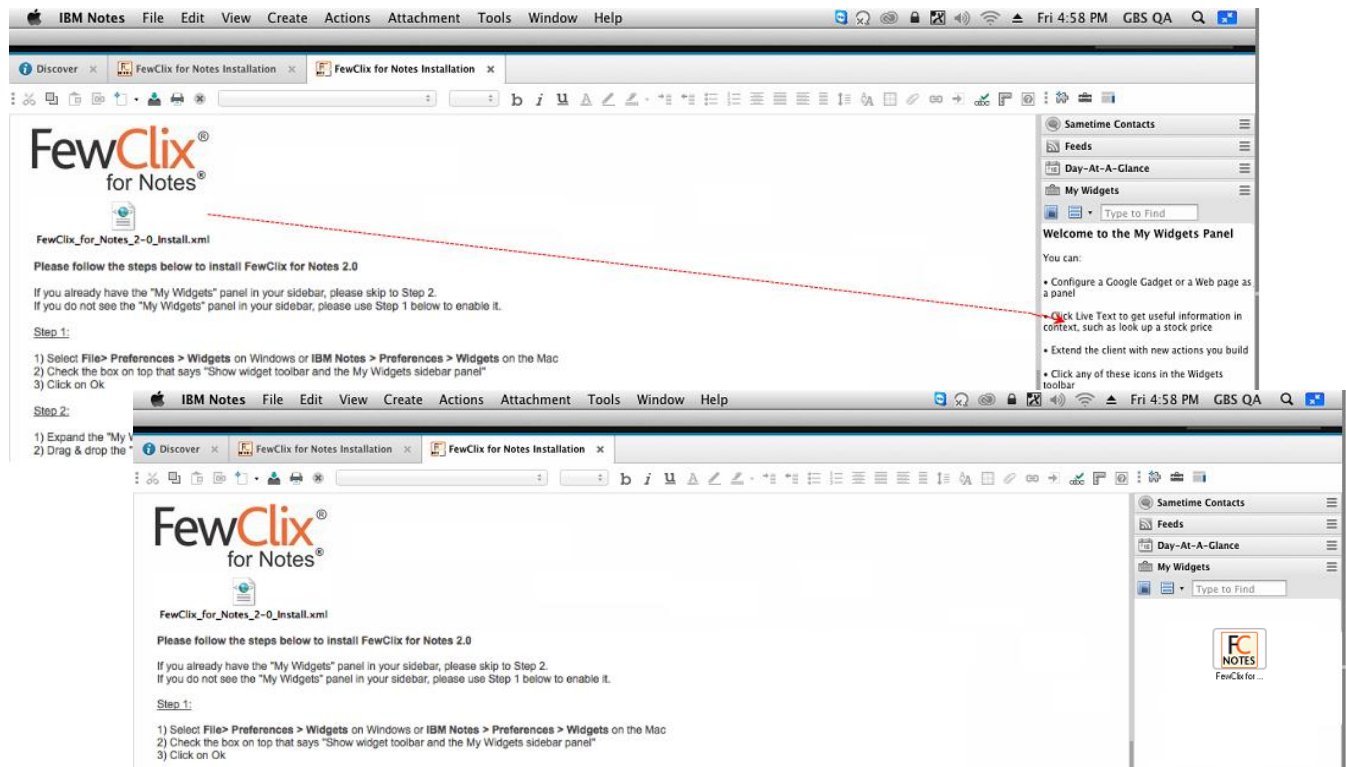 IBM Notes File Edit View Create Actions Attachment Tools Window Help Fri 4:58 PM GBS QA
Discover FewClix for Notes Installation FewClix for Notes Installation
b i u
Sametime Contacts
Feeds
Day-At-A-Glance
My Widgets
Type to Find
FewClix®
for Notes®
FewClix_for_Notes_2-0_Install.xml
Please follow the steps below to install FewClix for Notes 2.0
If you already have the "My Widgets" panel in your sidebar, please skip to Step 2.
If you do not see the "My Widgets" panel in your sidebar, please use Step 1 below to enable it.
Step 1:
1) Select File> Preferences > Widgets on Windows or IBM Notes > Preferences > Widgets on the Mac
2) Check the box on top that says "Show widget toolbar and the My Widgets sidebar panel"
3) Click on Ok
Step 2:
1) Expand the "My
2) Drag & drop the "
Welcome to the My Widgets Panel
You can:
• Configure a Google Gadget or a Web page as
a panel
• Click Live Text to get useful information in
context, such as look up a stock price
• Extend the client with new actions you build
• Click any of these icons in the Widgets
toolbar
IBM Notes File Edit View Create Actions Attachment Tools Window Help Fri 4:58 PM GBS QA
Discover FewClix for Notes Installation FewClix for Notes Installation
b i u
Sametime Contacts
Feeds
Day-At-A-Glance
My Widgets
Type to Find
FC
NOTES
FewClix for ...
FewClix®
for Notes®
FewClix_for_Notes_2-0_Install.xml
Please follow the steps below to install FewClix for Notes 2.0
If you already have the "My Widgets" panel in your sidebar, please skip to Step 2.
If you do not see the "My Widgets" panel in your sidebar, please use Step 1 below to enable it.
Step 1:
1) Select File> Preferences > Widgets on Windows or IBM Notes > Preferences > Widgets on the Mac
2) Check the box on top that says "Show widget toolbar and the My Widgets sidebar panel"
3) Click on Ok